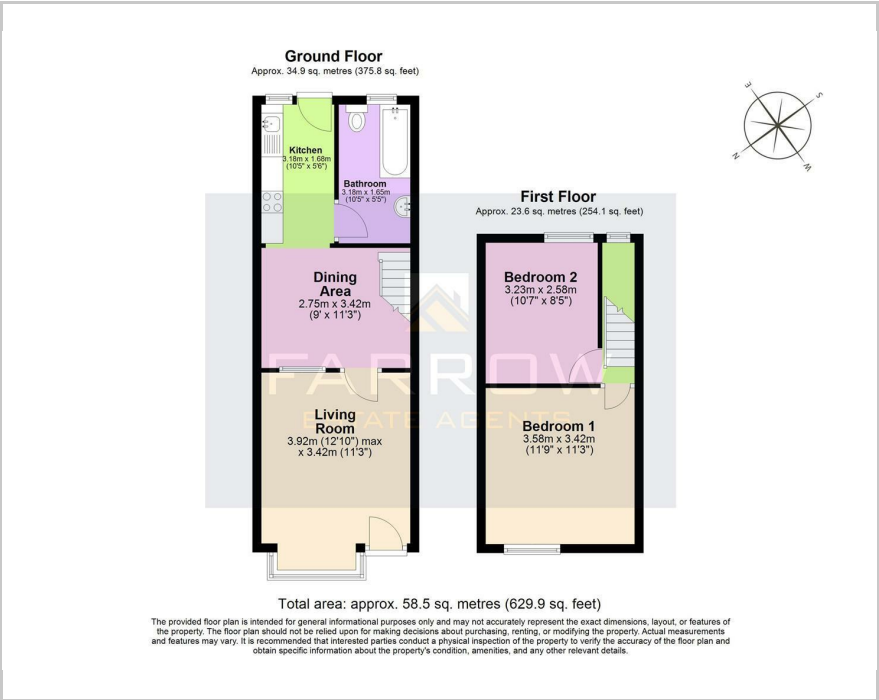 Ground Floor
Approx. 34.9 sq. metres (375.8 sq. feet)
Kitchen
3.18m x 1.68m
(10'5" x 5'6")
Bathroom
3.18m x 1.65m
(10'5" x 5'5")
Dining
Area
2.75m x 3.42m
(9' x 11'3")
Living
Room
3.92m (12'10") max
x 3.42m (11'3")
E
S
N
W
First Floor
Approx. 23.6 sq. metres (254.1 sq. feet)
Bedroom 2
3.23m x 2.58m
(10'7" x 8'5")
Bedroom 1
3.58m x 3.42m
(11'9" x 11'3")
FARROW
ESTATE AGENTS
Total area: approx. 58.5 sq. metres (629.9 sq. feet)
The provided floor plan is intended for general informational purposes only and may not accurately represent the exact dimensions, layout, or features of
the property. The floor plan should not be relied upon for making decisions about purchasing, renting, or modifying the property. Actual measurements
and features may vary. It is recommended that interested parties conduct a physical inspection of the property to verify the accuracy of the floor plan and
obtain specific information about the property's condition, amenities, and any other relevant details.